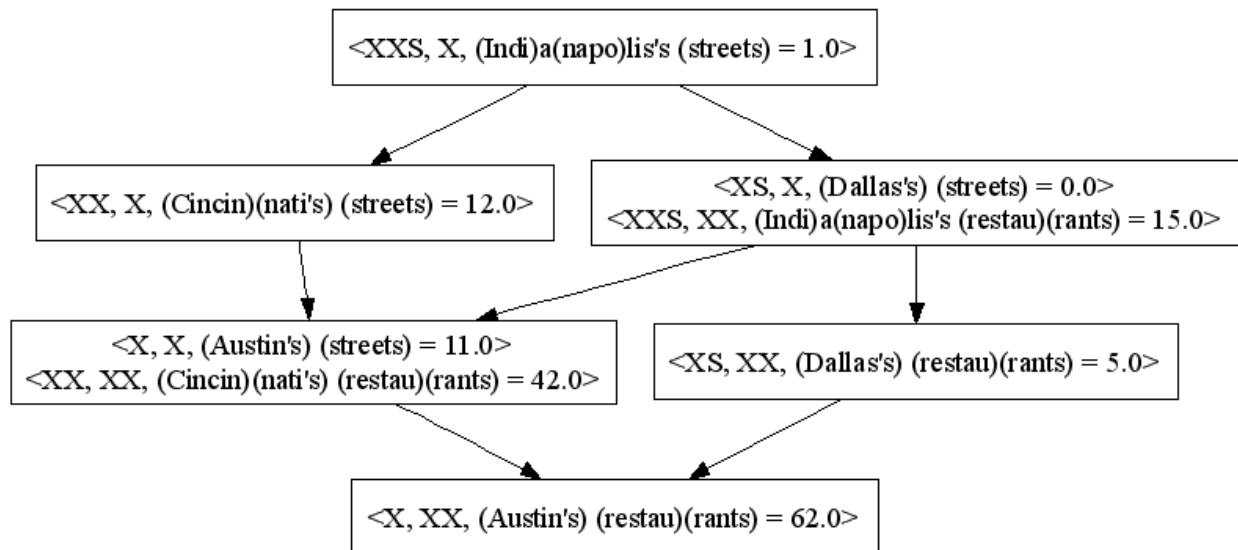 <XXS, X, (Indi)a(napo)lis's (streets) = 1.0>
<XX, X, (Cincin)(nati's) (streets) = 12.0>
<XS, X, (Dallas's) (streets) = 0.0>
<XXS, XX, (Indi)a(napo)lis's (restau)(rants) = 15.0>
<X, X, (Austin's) (streets) = 11.0>
<XX, XX, (Cincin)(nati's) (restau)(rants) = 42.0>
<XS, XX, (Dallas's) (restau)(rants) = 5.0>
<X, XX, (Austin's) (restau)(rants) = 62.0>